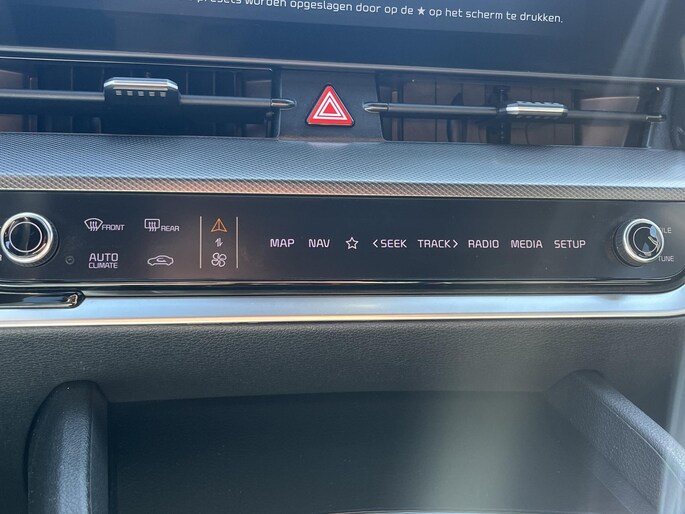 presets worden opgeslagen door op de ★ op het scherm te drukken.
FRONT REAR
MAP NAV ☆ <SEEK TRACK> RADIO MEDIA SETUP
AUTO
CLIMATE
TUNE